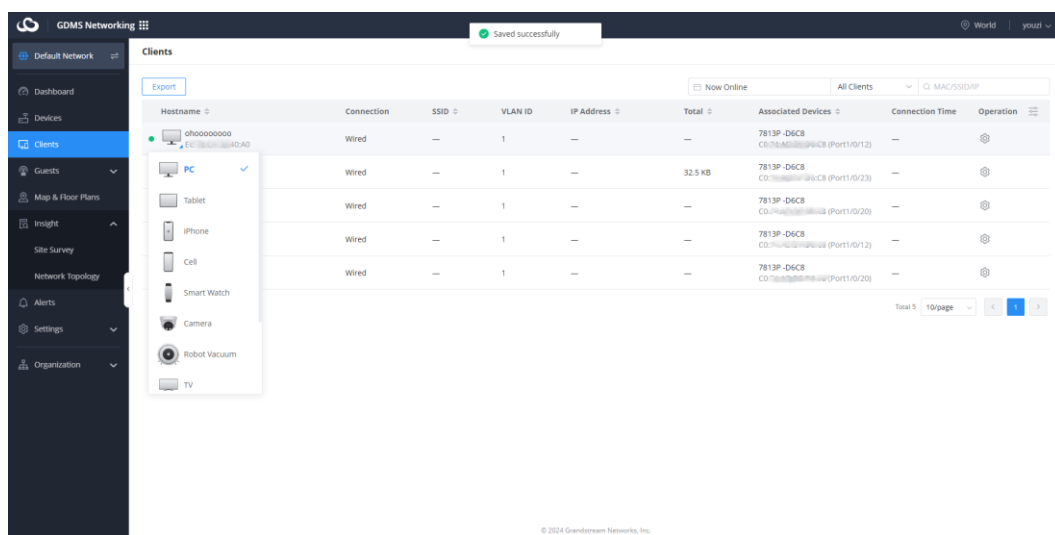 GDMS Networking
Saved successfully
World
youzi
Default Network
Clients
Dashboard
Devices
Clients
Guests
Map & Floor Plans
Insight
Site Survey
Network Topology
Alerts
Settings
Organization
Export
Now Online
All Clients
MAC/SSID/IP
Hostname Connection SSID VLAN ID IP Address Total Associated Devices Connection Time Operation
ohooooooooo Wired — 1 — — 7813P -D6C8 —
40:A0 (Port1/0/12)
PC
Wired — 1 — 32.5 KB 7813P -D6C8 —
:C8 (Port1/0/23)
Tablet
Wired — 1 — — 7813P -D6C8 —
(Port1/0/20)
iPhone
Wired — 1 — — 7813P -D6C8 —
(Port1/0/12)
Cell
Wired — 1 — — 7813P -D6C8 —
(Port1/0/20)
Smart Watch
Camera
Robot Vacuum
TV
Total 5 10/page < 1 >
© 2024 Grandstream Networks, Inc.